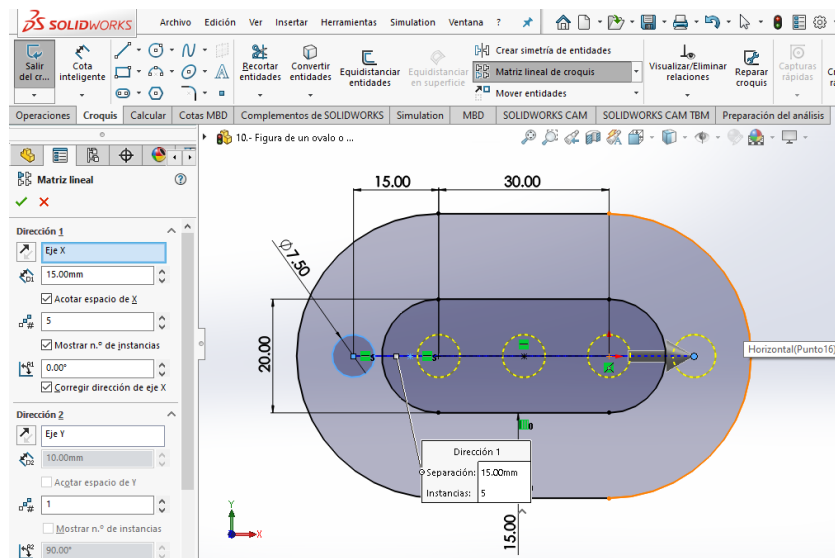 SOLIDWORKS
Archivo Edición Ver Insertar Herramientas Simulation Ventana ?
Salir del cr...
Cota inteligente
Recortar entidades
Convertir entidades
Equidistanciar entidades
Equidistanciar en superficie
Crear simetría de entidades
Matriz lineal de croquis
Mover entidades
Visualizar/Eliminar relaciones
Reparar croquis
Capturas rápidas
Operaciones Croquis Calcular Cotas MBD Complementos de SOLIDWORKS Simulation MBD SOLIDWORKS CAM SOLIDWORKS CAM TBM Preparación del análisis
10.- Figura de un ovalo o ...
Matriz lineal
Dirección 1
Eje X
D1 15.00mm
Acotar espacio de X
# 5
Mostrar n.º de instancias
A1 0.00°
Corregir dirección de eje X
Dirección 2
Eje Y
D2 10.00mm
Acotar espacio de Y
# 1
Mostrar n.º de instancias
A2 90.00°
15.00 30.00
Ø7.50
20.00
15.00
Horizontal(Punto16)
Dirección 1
Separación: 15.00mm
Instancias: 5
Y
X